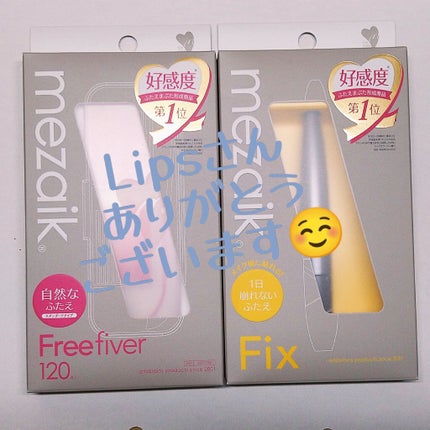 mezaik®
好感度
ふたえまぶた形成商品
第1位
自然な
ふたえ
Freefiver
120
mezaik
好感度
ふたえまぶた形成商品
第1位
1日
崩れない
ふたえ
Fix
Lipsさん
ありがとう
ございます